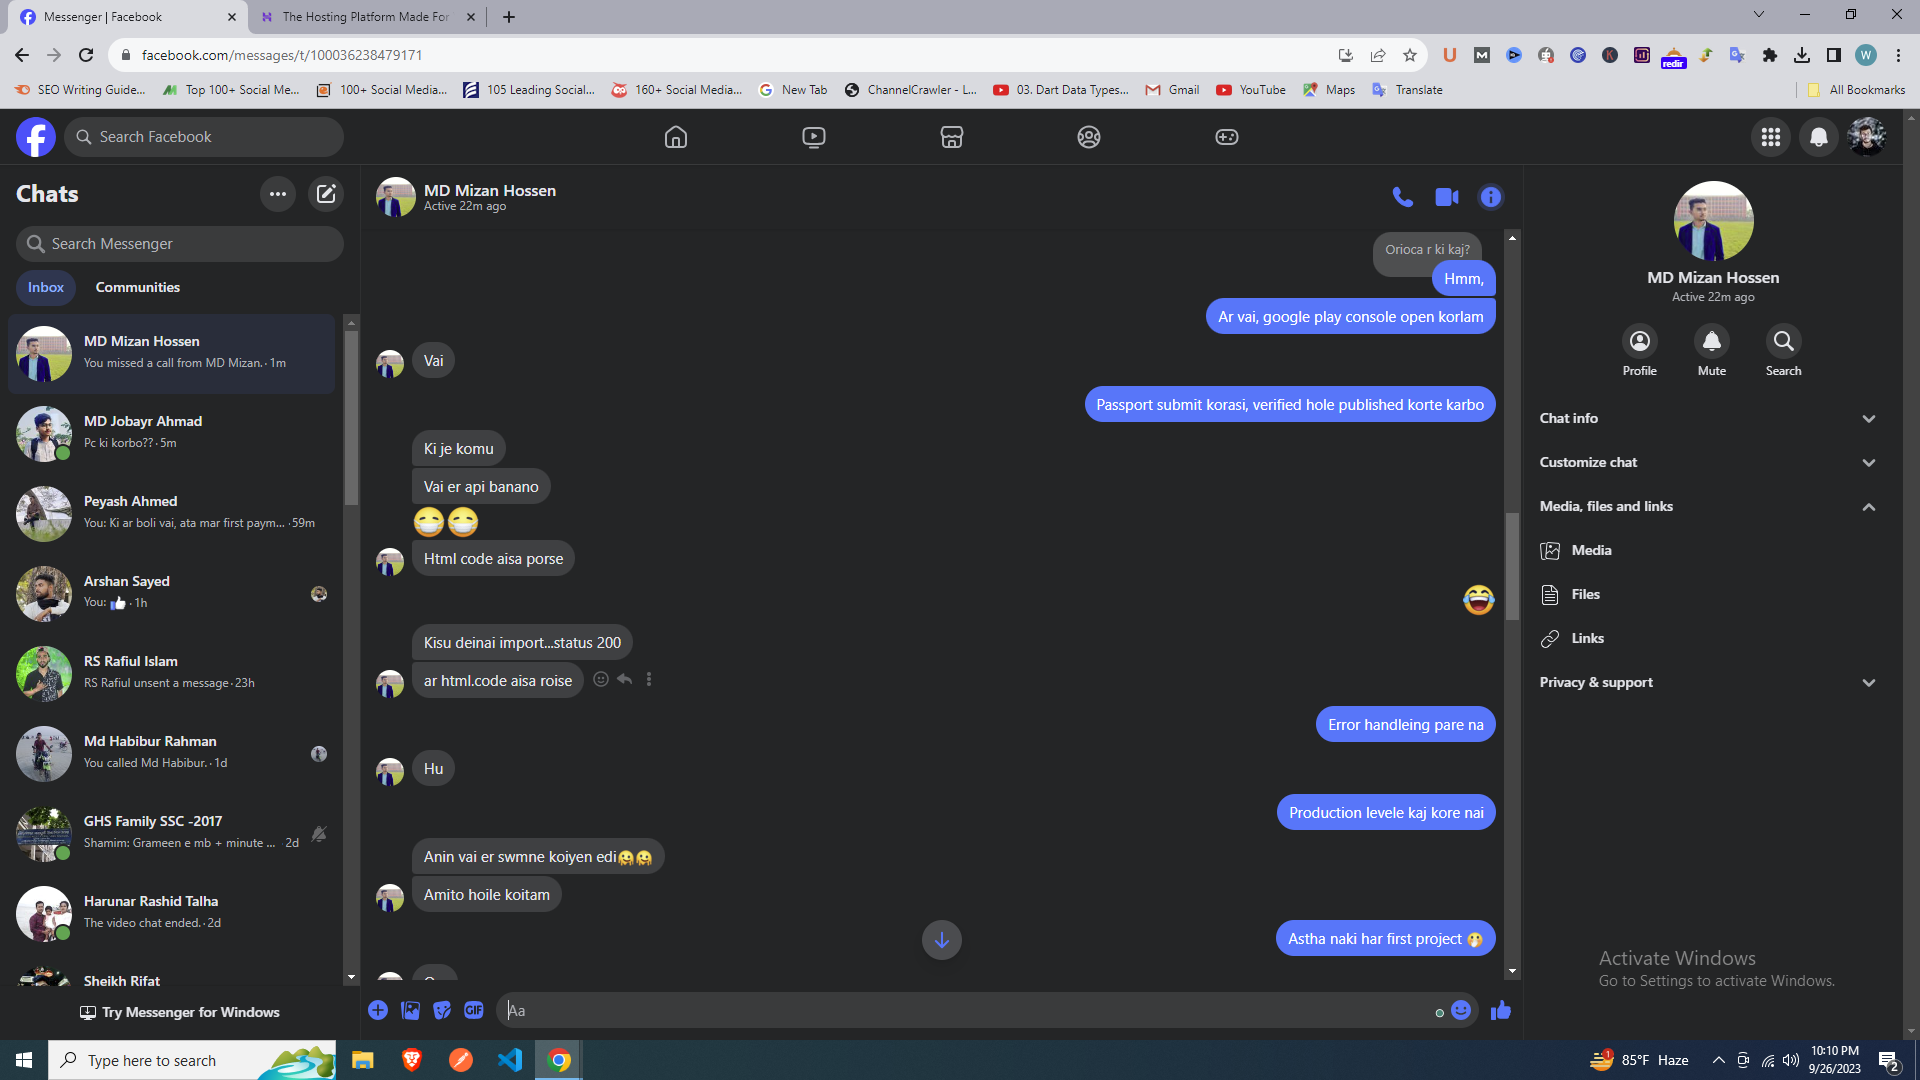 Messenger | Facebook
The Hosting Platform Made For
facebook.com/messages/t/100036238479171
redir
W
SEO Writing Guide...
Top 100+ Social Me...
100+ Social Media...
105 Leading Social...
160+ Social Media...
New Tab
ChannelCrawler - L...
03. Dart Data Types...
Gmail
YouTube
Maps
Translate
All Bookmarks
Search Facebook
Chats
Search Messenger
Inbox
Communities
MD Mizan Hossen
You missed a call from MD Mizan. · 1m
MD Jobayr Ahmad
Pc ki korbo?? · 5m
Peyash Ahmed
You: Ki ar boli vai, ata mar first paym... · 59m
Arshan Sayed
You: 👍 · 1h
RS Rafiul Islam
RS Rafiul unsent a message · 23h
Md Habibur Rahman
You called Md Habibur. · 1d
GHS Family SSC -2017
Shamim: Grameen e mb + minute ... · 2d
Harunar Rashid Talha
The video chat ended. · 2d
Sheikh Rifat
Try Messenger for Windows
MD Mizan Hossen
Active 22m ago
Orioca r ki kaj?
Hmm,
Ar vai, google play console open korlam
Vai
Passport submit korasi, verified hole published korte karbo
Ki je komu
Vai er api banano
😷😷
Html code aisa porse
😂
Kisu deinai import...status 200
ar html.code aisa roise
Error handleing pare na
Hu
Production levele kaj kore nai
Anin vai er swmne koiyen edi🫠🫠
Amito hoile koitam
Astha naki har first project 🫢
GIF
Aa
MD Mizan Hossen
Active 22m ago
Profile
Mute
Search
Chat info
Customize chat
Media, files and links
Media
Files
Links
Privacy & support
Activate Windows
Go to Settings to activate Windows.
Type here to search
1
85°F Haze
10:10 PM
9/26/2023
2